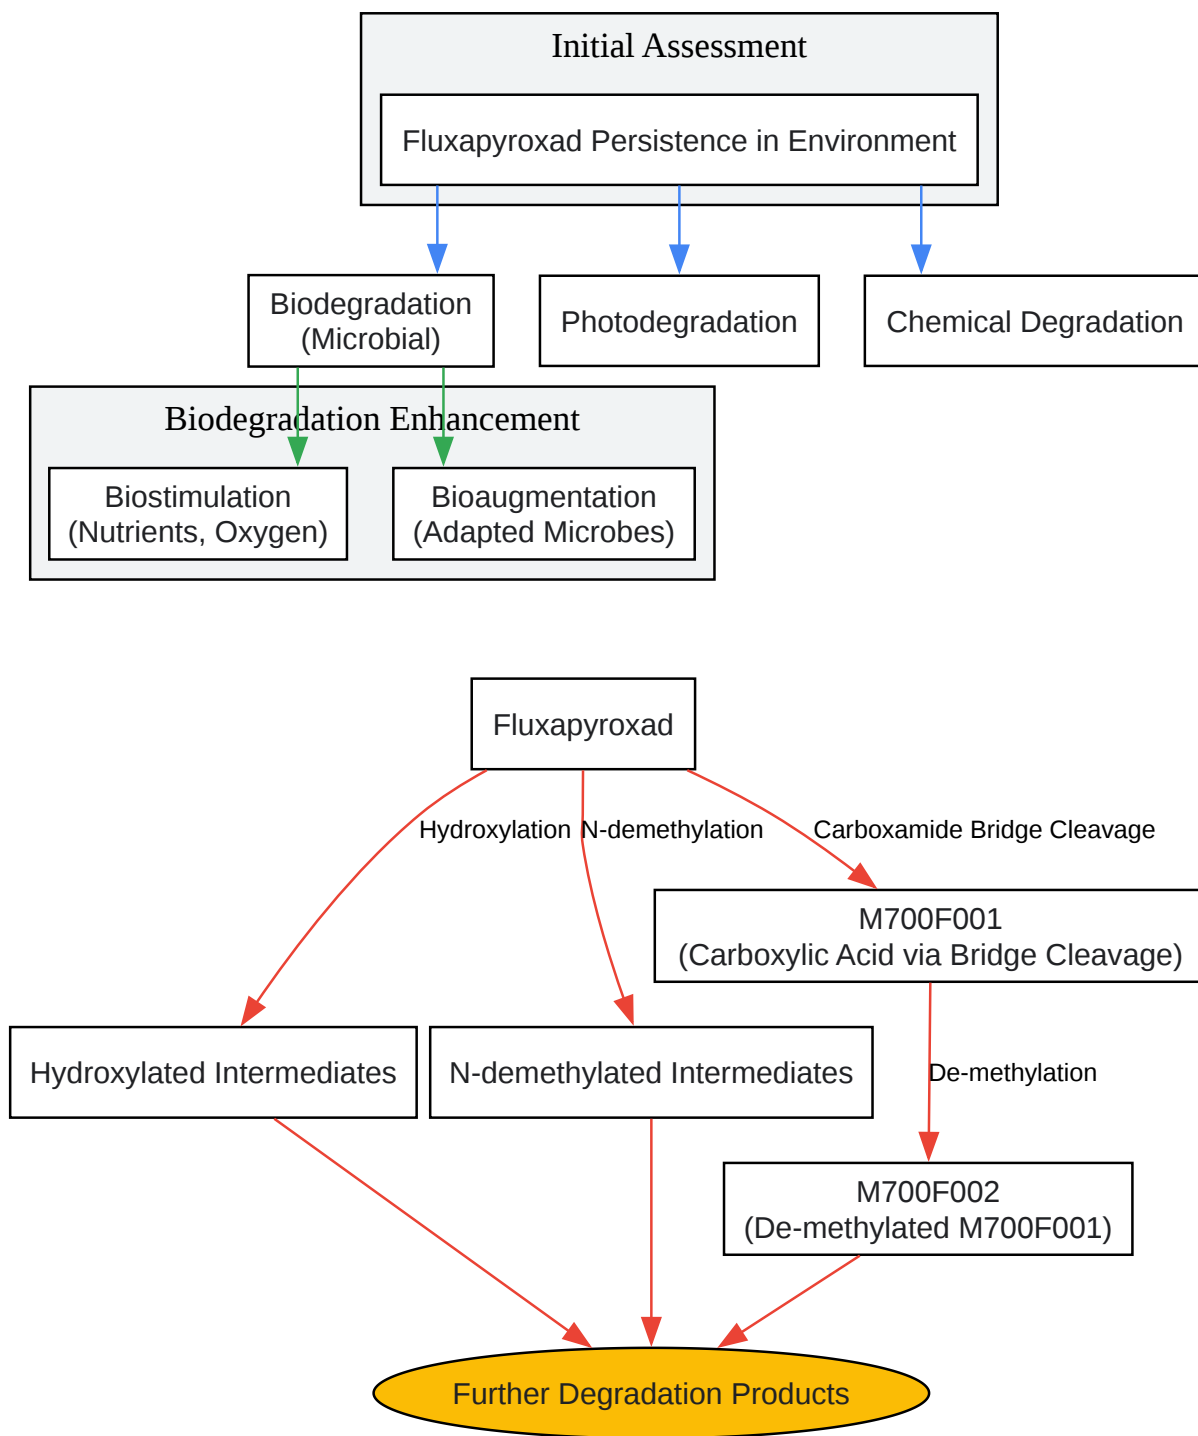 Initial Assessment
Fluxapyroxad Persistence in Environment
Biodegradation
(Microbial)
Photodegradation
Chemical Degradation
Biodegradation Enhancement
Biostimulation
(Nutrients, Oxygen)
Bioaugmentation
(Adapted Microbes)
Fluxapyroxad
Hydroxylation
N-demethylation
Carboxamide Bridge Cleavage
M700F001
(Carboxylic Acid via Bridge Cleavage)
Hydroxylated Intermediates
N-demethylated Intermediates
De-methylation
M700F002
(De-methylated M700F001)
Further Degradation Products